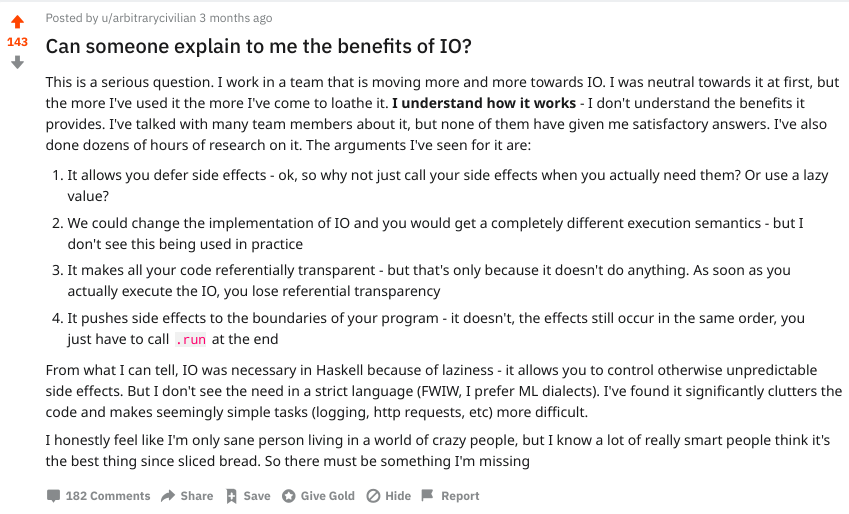 Posted by u/arbitrarycivilian 3 months ago
143
Can someone explain to me the benefits of IO?
This is a serious question. I work in a team that is moving more and more towards IO. I was neutral towards it at first, but
the more I've used it the more I've come to loathe it. I understand how it works - I don't understand the benefits it
provides. I've talked with many team members about it, but none of them have given me satisfactory answers. I've also
done dozens of hours of research on it. The arguments I've seen for it are:
1. It allows you defer side effects - ok, so why not just call your side effects when you actually need them? Or use a lazy
value?
2. We could change the implementation of IO and you would get a completely different execution semantics - but I
don't see this being used in practice
3. It makes all your code referentially transparent - but that's only because it doesn't do anything. As soon as you
actually execute the IO, you lose referential transparency
4. It pushes side effects to the boundaries of your program - it doesn't, the effects still occur in the same order, you
just have to call .run at the end
From what I can tell, IO was necessary in Haskell because of laziness - it allows you to control otherwise unpredictable
side effects. But I don't see the need in a strict language (FWIW, I prefer ML dialects). I've found it significantly clutters the
code and makes seemingly simple tasks (logging, http requests, etc) more difficult.
I honestly feel like I'm only sane person living in a world of crazy people, but I know a lot of really smart people think it's
the best thing since sliced bread. So there must be something I'm missing
182 Comments Share Save Give Gold Hide Report